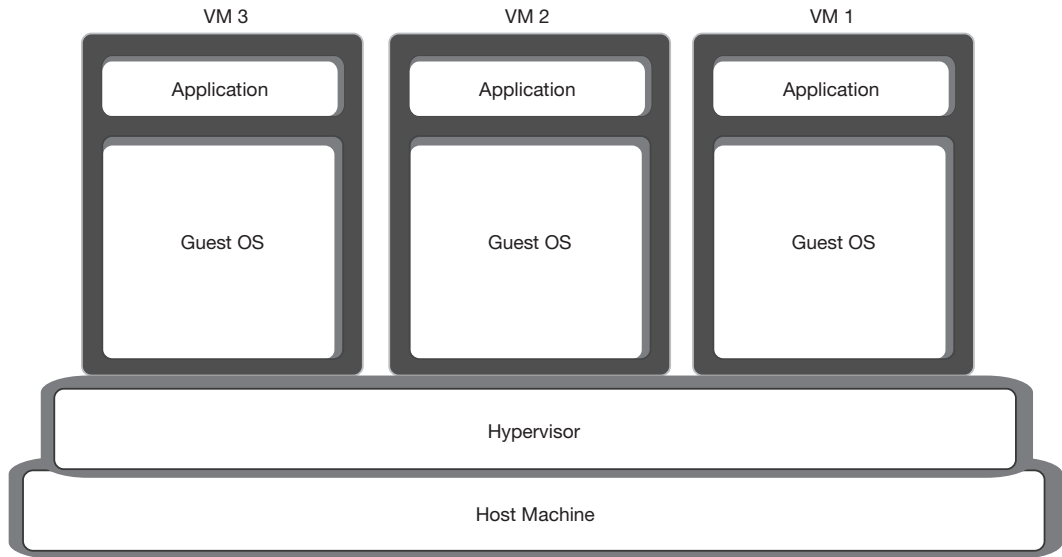 VM 3
VM 2
VM 1
Application
Application
Application
Guest OS
Guest OS
Guest OS
Hypervisor
Host Machine